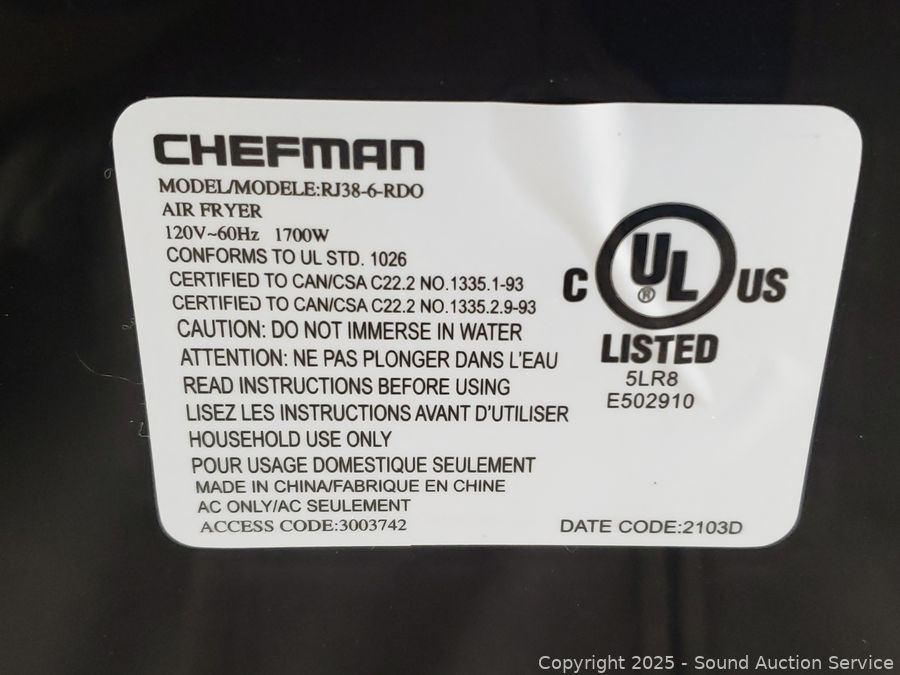 CHEFMAN
MODEL/MODELE:RJ38-6-RDO
AIR FRYER
120V~60Hz 1700W
CONFORMS TO UL STD. 1026
CERTIFIED TO CAN/CSA C22.2 NO.1335.1-93
CERTIFIED TO CAN/CSA C22.2 NO.1335.2.9-93
CAUTION: DO NOT IMMERSE IN WATER
ATTENTION: NE PAS PLONGER DANS L'EAU
READ INSTRUCTIONS BEFORE USING
LISEZ LES INSTRUCTIONS AVANT D'UTILISER
HOUSEHOLD USE ONLY
POUR USAGE DOMESTIQUE SEULEMENT
MADE IN CHINA/FABRIQUE EN CHINE
AC ONLY/AC SEULEMENT
ACCESS CODE:3003742
C UL ® US
LISTED
5LR8
E502910
DATE CODE:2103D
Copyright © 2025 - Sound Auction Service